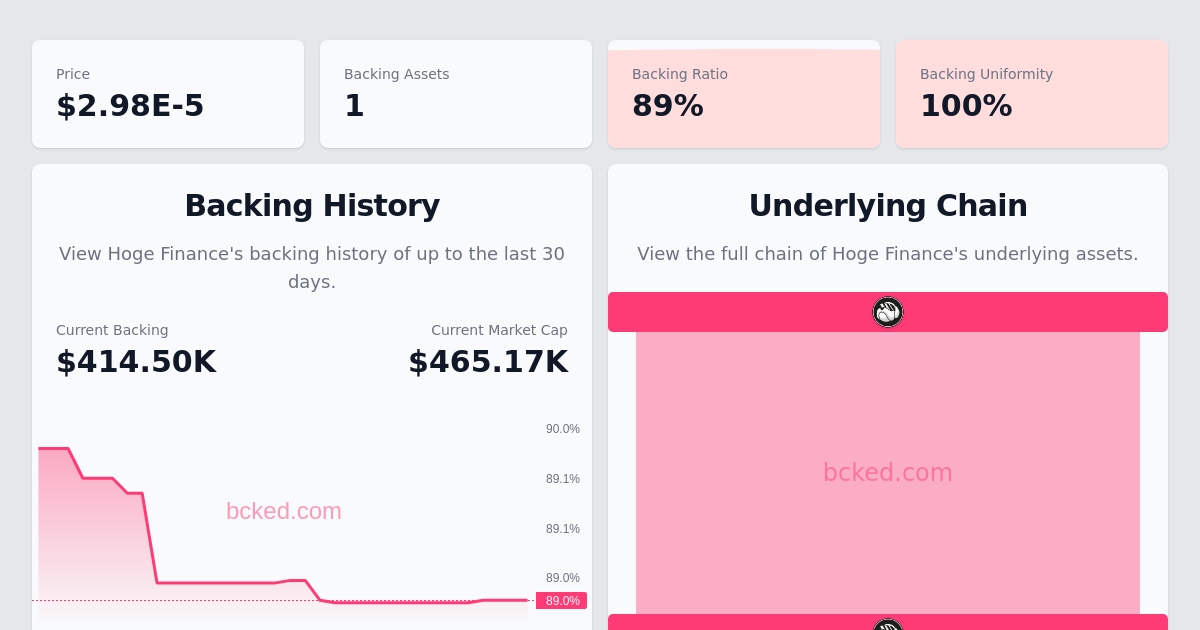 Price
$2.98E-5
Backing Assets
1
Backing Ratio
89%
Backing Uniformity
100%
Backing History
View Hoge Finance's backing history of up to the last 30
days.
Current Backing
$414.50K
Current Market Cap
$465.17K
90.0%
89.1%
89.1%
89.0%
89.0%
bcked.com
Underlying Chain
View the full chain of Hoge Finance's underlying assets.
bcked.com